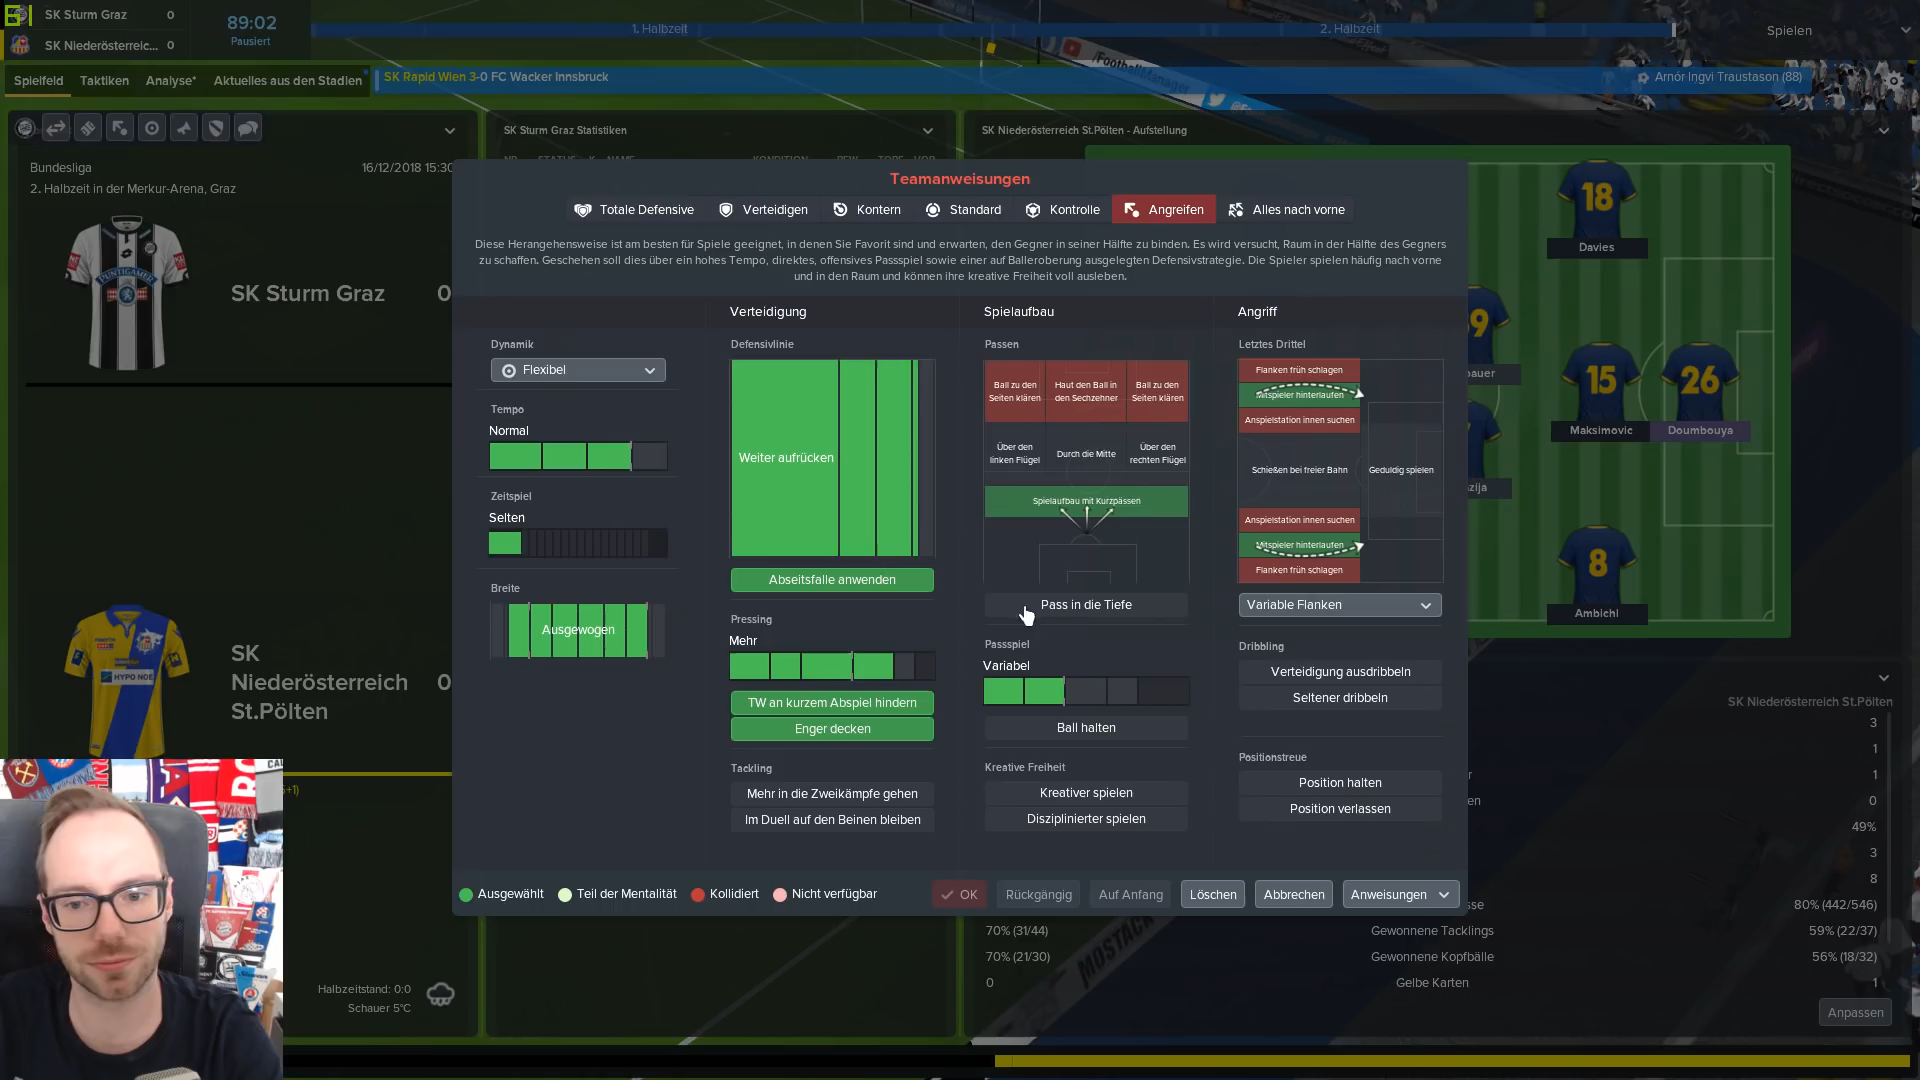 SK Sturm Graz 0
SK Niederösterreic... 0
89:02
Pausiert
1. Halbzeit
2. Halbzeit
Spielen
Spielfeld
Taktiken
Analyse*
Aktuelles aus den Stadien
SK Rapid Wien 3-0 FC Wacker Innsbruck
Arnór Ingvi Traustason (88)
SK Sturm Graz Statistiken
SK Niederösterreich St.Pölten - Aufstellung
Bundesliga
16/12/2018 15:30
2. Halbzeit in der Merkur-Arena, Graz
PUNTIGAMER
SK Sturm Graz 0
SK
Niederösterreich 0
St.Pölten
HYPO NOE
Halbzeitstand: 0:0
Schauer 5°C
Teamanweisungen
Totale Defensive
Verteidigen
Kontern
Standard
Kontrolle
Angreifen
Alles nach vorne
Diese Herangehensweise ist am besten für Spiele geeignet, in denen Sie Favorit sind und erwarten, den Gegner in seiner Hälfte zu binden. Es wird versucht, Raum in der Hälfte des Gegners
zu schaffen. Geschehen soll dies über ein hohes Tempo, direktes, offensives Passspiel sowie einer auf Balleroberung ausgelegten Defensivstrategie. Die Spieler spielen häufig nach vorne
und in den Raum und können ihre kreative Freiheit voll ausleben.
Dynamik
Flexibel
Tempo
Normal
Zeitspiel
Selten
Breite
Ausgewogen
Verteidigung
Defensivlinie
Weiter aufrücken
Abseitsfalle anwenden
Pressing
Mehr
TW an kurzem Abspiel hindern
Enger decken
Tackling
Mehr in die Zweikämpfe gehen
Im Duell auf den Beinen bleiben
Spielaufbau
Passen
Ball zu den
Seiten klären
Haut den Ball in
den Sechzehner
Ball zu den
Seiten klären
Über den
linken Flügel
Durch die Mitte
Über den
rechten Flügel
Spielaufbau mit Kurzpässen
Pass in die Tiefe
Passspiel
Variabel
Ball halten
Kreative Freiheit
Kreativer spielen
Disziplinierter spielen
Angriff
Letztes Drittel
Flanken früh schlagen
Mitspieler hinterlaufen
Anspielstation innen suchen
Schießen bei freier Bahn
Geduldig spielen
Anspielstation innen suchen
Mitspieler hinterlaufen
Flanken früh schlagen
Variable Flanken
Dribbling
Verteidigung ausdribbeln
Seltener dribbeln
Positionstreue
Position halten
Position verlassen
Ausgewählt
Teil der Mentalität
Kollidiert
Nicht verfügbar
OK
Rückgängig
Auf Anfang
Löschen
Abbrechen
Anweisungen
18
Davies
15
Maksimovic
26
Doumbouya
8
Ambichl
SK Niederösterreich St.Pölten
3
1
1
0
49%
3
8
80% (442/546)
70% (31/44)
Gewonnene Tacklings
59% (22/37)
70% (21/30)
Gewonnene Kopfbälle
56% (18/32)
0
Gelbe Karten
1
Anpassen